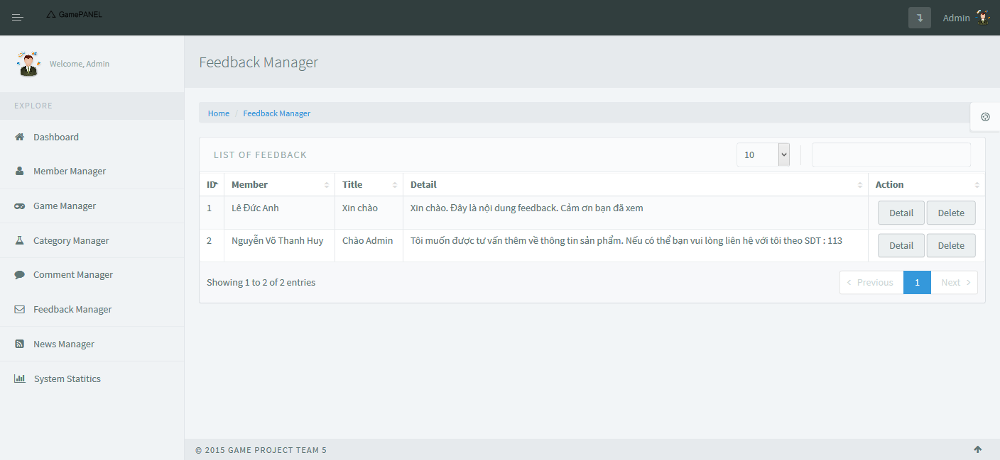 GamePANEL
Admin
Welcome, Admin
EXPLORE
Dashboard
Member Manager
Game Manager
Category Manager
Comment Manager
Feedback Manager
News Manager
System Statitics
Feedback Manager
Home / Feedback Manager
LIST OF FEEDBACK 10
ID Member Title Detail Action
1 Lê Đức Anh Xin chào Xin chào. Đây là nội dung feedback. Cảm ơn bạn đã xem Detail Delete
2 Nguyễn Võ Thanh Huy Chào Admin Tôi muốn được tư vấn thêm về thông tin sản phẩm. Nếu có thể bạn vui lòng liên hệ với tôi theo SDT : 113 Detail Delete
Showing 1 to 2 of 2 entries Previous 1 Next
© 2015 GAME PROJECT TEAM 5